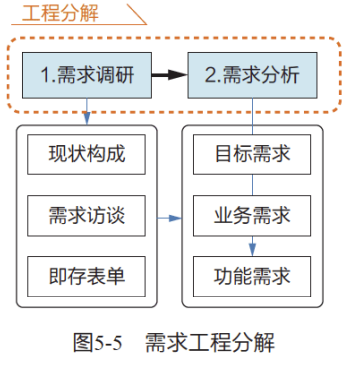 工程分解
1.需求调研
2.需求分析
现状构成
目标需求
需求访谈
业务需求
即存表单
功能需求
图5-5 需求工程分解